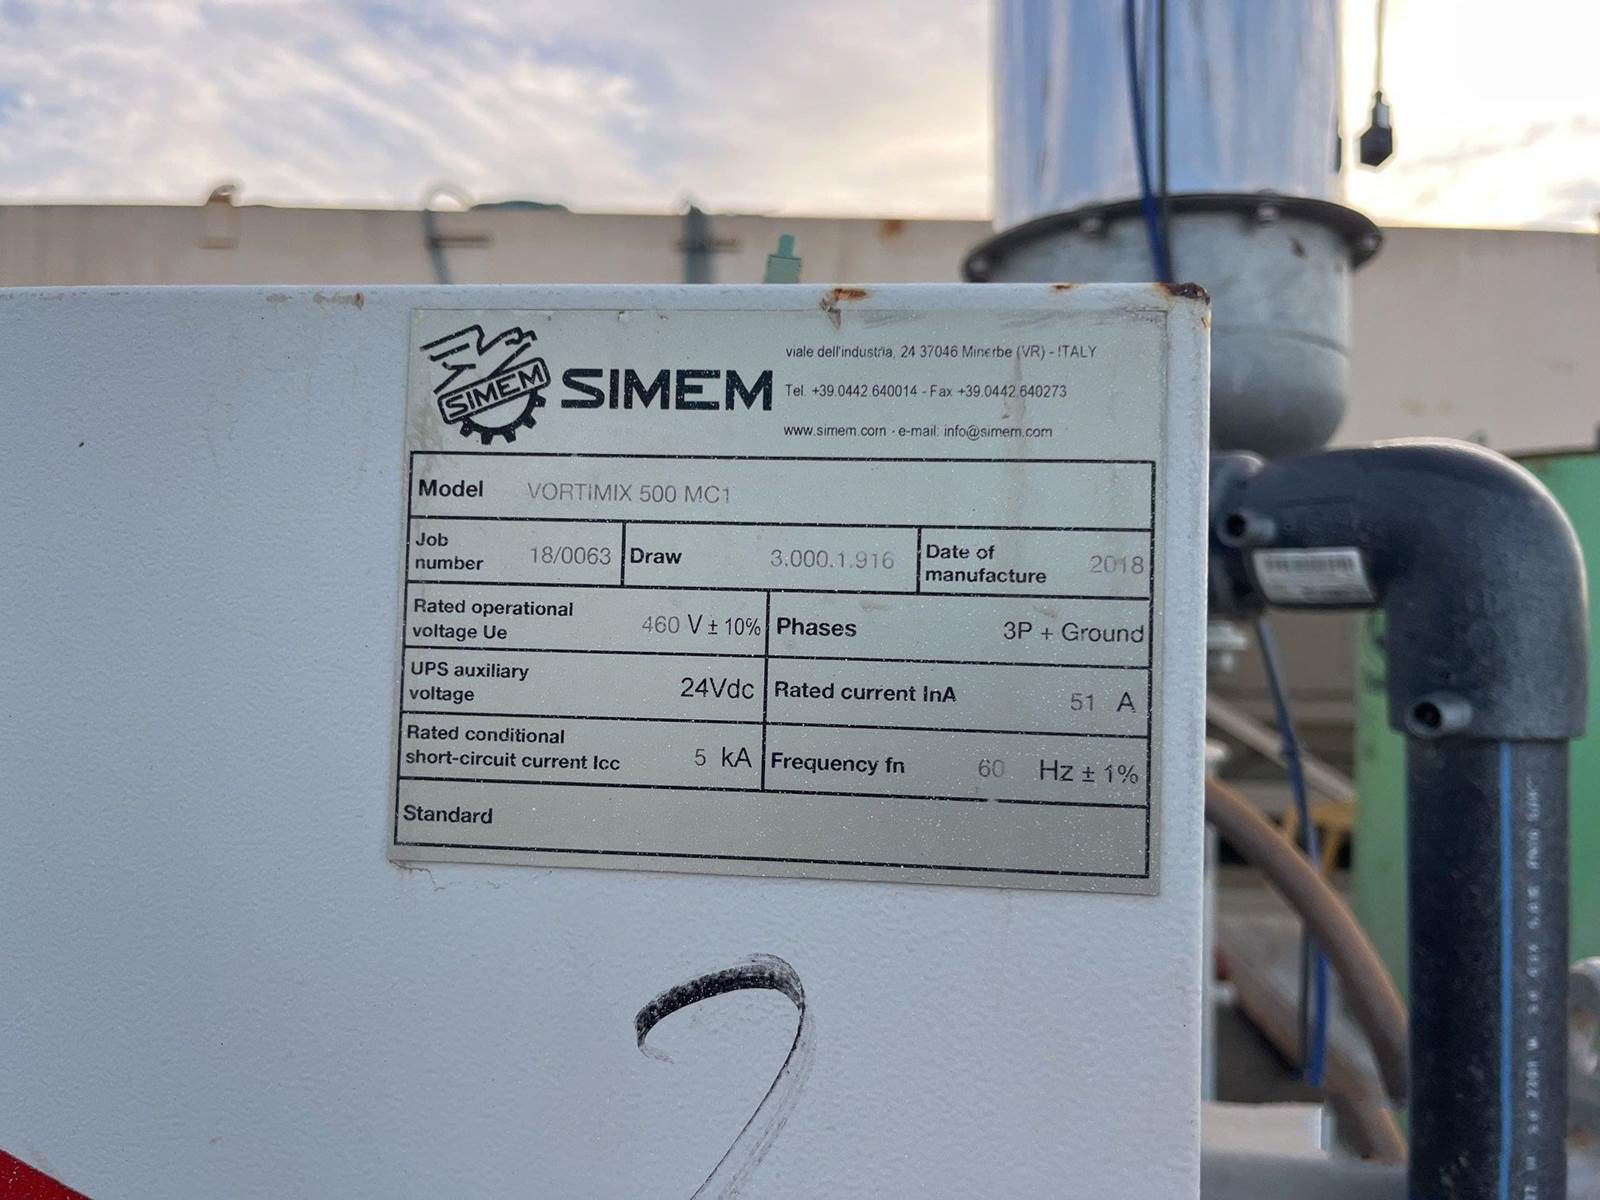 SIMEM
SIMEM
viale dell'industria, 24 37046 Minerbe (VR) - ITALY
Tel. +39.0442.640014 - Fax +39.0442.640273
www.simem.com - e-mail: info@simem.com
Model VORTIMIX 500 MC1
Job number 18/0063 Draw 3.000.1.916 Date of manufacture 2018
Rated operational voltage Ue 460 V ± 10% Phases 3P + Ground
UPS auxiliary voltage 24Vdc Rated current InA 51 A
Rated conditional short-circuit current Icc 5 kA Frequency fn 60 Hz ± 1%
Standard